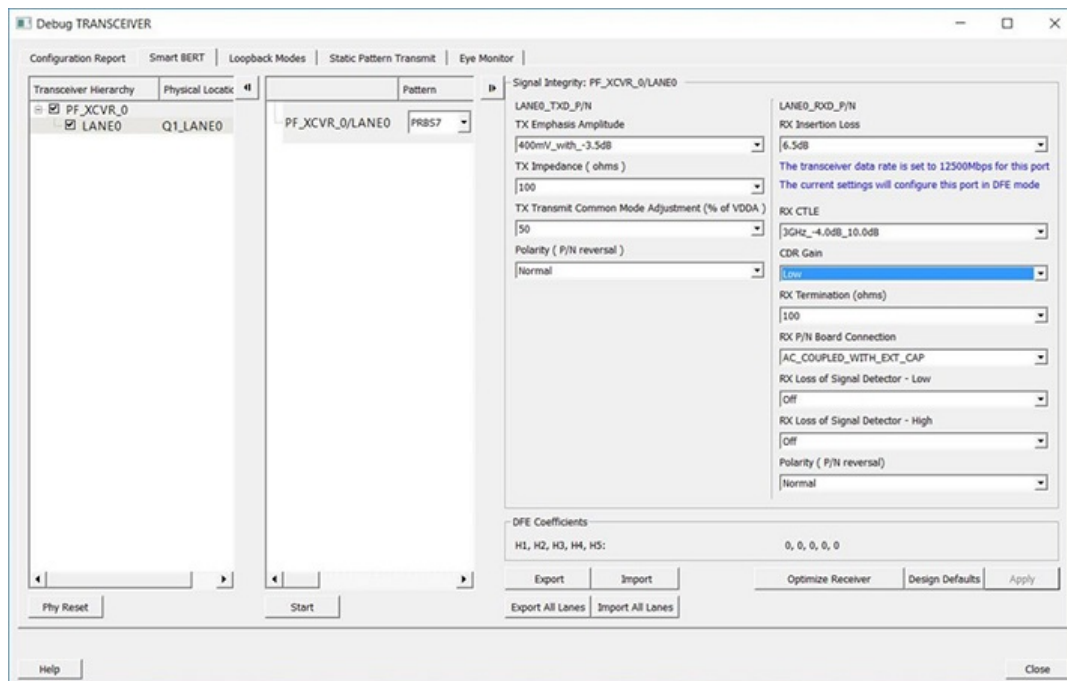 Debug TRANSCEIVER
Configuration Report Smart BERT Loopback Modes Static Pattern Transmit Eye Monitor
Transceiver Hierarchy Physical Locatic
PF_XCVR_0
LANE0 Q1_LANE0
Phy Reset
Pattern
PF_XCVR_0/LANE0 PRBS7
Start
Signal Integrity: PF_XCVR_0/LANE0
LANE0_TXD_P/N
TX Emphasis Amplitude
400mV_with_-3.5dB
TX Impedance ( ohms )
100
TX Transmit Common Mode Adjustment (% of VDDA )
50
Polarity ( P/N reversal )
Normal
LANE0_RXD_P/N
RX Insertion Loss
6.5dB
The transceiver data rate is set to 12500Mbps for this port
The current settings will configure this port in DFE mode
RX CTLE
3GHz_-4.0dB_10.0dB
CDR Gain
Low
RX Termination (ohms)
100
RX P/N Board Connection
AC_COUPLED_WITH_EXT_CAP
RX Loss of Signal Detector - Low
Off
RX Loss of Signal Detector - High
Off
Polarity ( P/N reversal)
Normal
DFE Coefficients
H1, H2, H3, H4, H5: 0, 0, 0, 0, 0
Export Import Optimize Receiver Design Defaults Apply
Export All Lanes Import All Lanes
Help Close